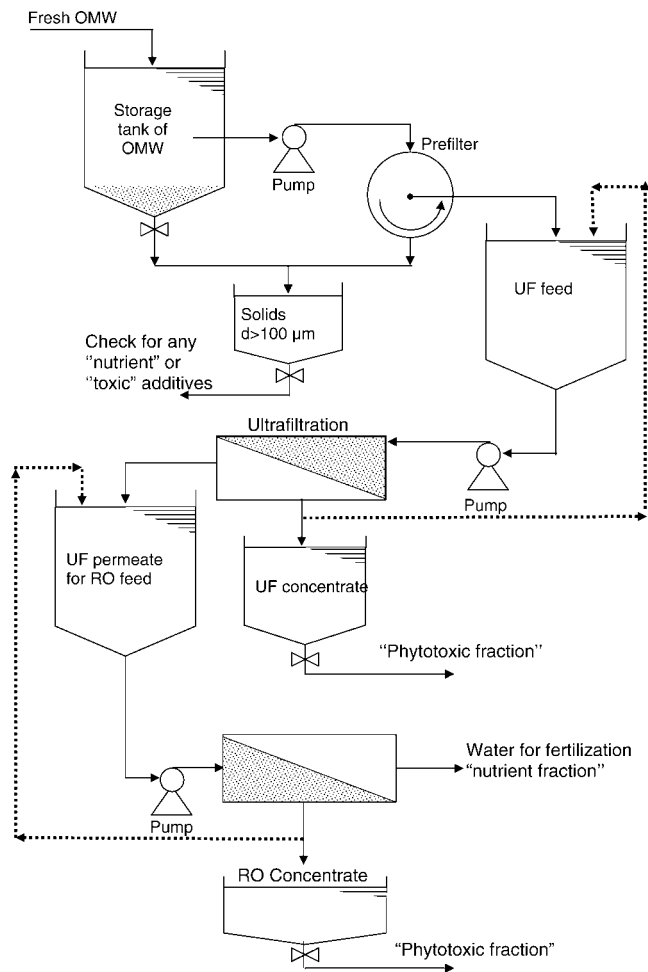 Fresh OMW
Storage
tank of
OMW
Pump
Prefilter
UF feed
Solids
d>100 μm
Check for any
"nutrient" or
"toxic" additives
Ultrafiltration
Pump
UF permeate
for RO feed
UF concentrate
"Phytotoxic fraction"
Water for fertilization
"nutrient fraction"
Pump
RO Concentrate
"Phytotoxic fraction"